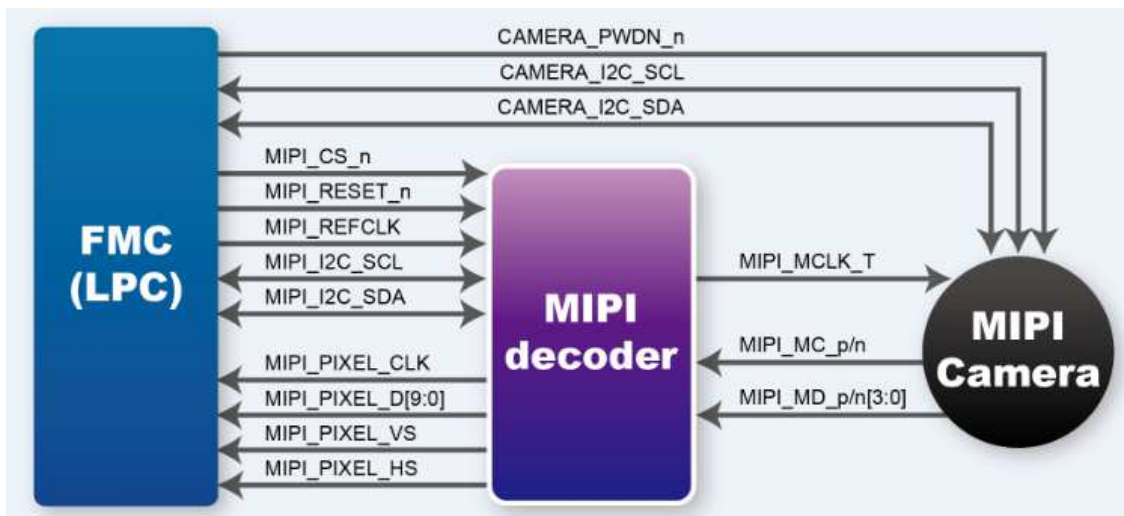 CAMERA_PWDN_n
CAMERA_I2C_SCL
CAMERA_I2C_SDA
MIPI_CS_n
MIPI_RESET_n
MIPI_REFCLK
MIPI_I2C_SCL
MIPI_I2C_SDA
MIPI_PIXEL_CLK
MIPI_PIXEL_D[9:0]
MIPI_PIXEL_VS
MIPI_PIXEL_HS
FMC
(LPC)
MIPI
decoder
MIPI_MCLK_T
MIPI_MC_p/n
MIPI_MD_p/n[3:0]
MIPI
Camera